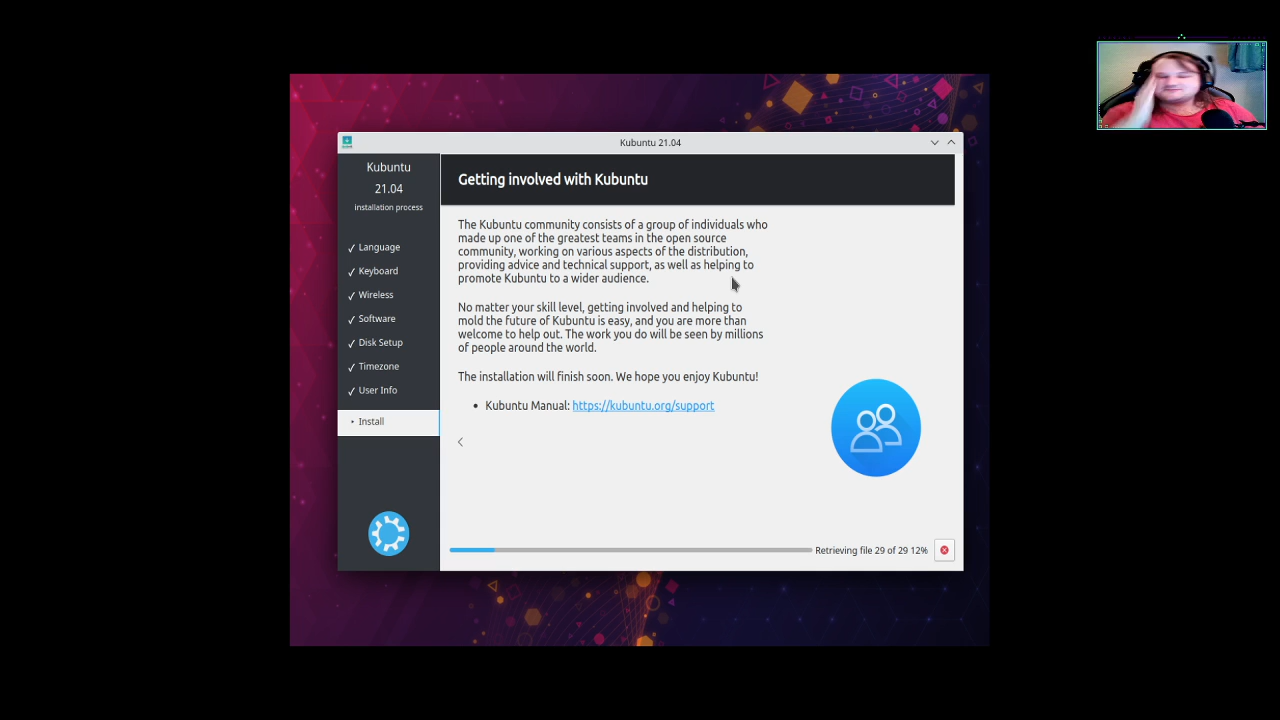 Kubuntu 21.04
Kubuntu
21.04
installation process
✓ Language
✓ Keyboard
✓ Wireless
✓ Software
✓ Disk Setup
✓ Timezone
✓ User Info
Install
Getting involved with Kubuntu
The Kubuntu community consists of a group of individuals who
made up one of the greatest teams in the open source
community, working on various aspects of the distribution,
providing advice and technical support, as well as helping to
promote Kubuntu to a wider audience.
No matter your skill level, getting involved and helping to
mold the future of Kubuntu is easy, and you are more than
welcome to help out. The work you do will be seen by millions
of people around the world.
The installation will finish soon. We hope you enjoy Kubuntu!
• Kubuntu Manual: https://kubuntu.org/support
Retrieving file 29 of 29 12%